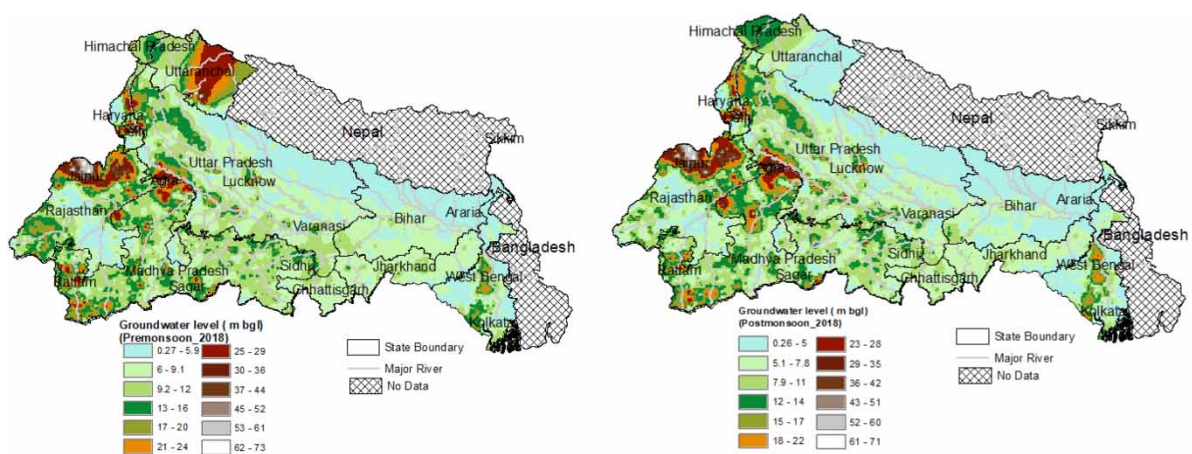 Himachal Pradesh
Uttaranchal
Haryana
Nepal
Sikkim
Uttar Pradesh
Jaipur
Agra
Lucknow
Rajasthan
Bihar
Araria
Varanasi
Bangladesh
Sidhi
Jharkhand
Madhya Pradesh
West Bengal
Ratlam
Sagar
Chhattisgarh
Kolkata
Groundwater level ( m bgl)
(Premonsoon_2018)
0.27 - 5.9
6 - 9.1
9.2 - 12
13 - 16
17 - 20
21 - 24
25 - 29
30 - 36
37 - 44
45 - 52
53 - 61
62 - 73
State Boundary
Major River
No Data
Himachal Pradesh
Uttaranchal
Haryana
Nepal
Sikkim
Uttar Pradesh
Jaipur
Agra
Lucknow
Rajasthan
Bihar
Araria
Varanasi
Bangladesh
Sidhi
Jharkhand
Madhya Pradesh
West Bengal
Ratlam
Sagar
Chhattisgarh
Kolkata
Groundwater level ( m bgl)
(Postmonsoon_2018)
0.26 - 5
5.1 - 7.8
7.9 - 11
12 - 14
15 - 17
18 - 22
23 - 28
29 - 35
36 - 42
43 - 51
52 - 60
61 - 71
State Boundary
Major River
No Data